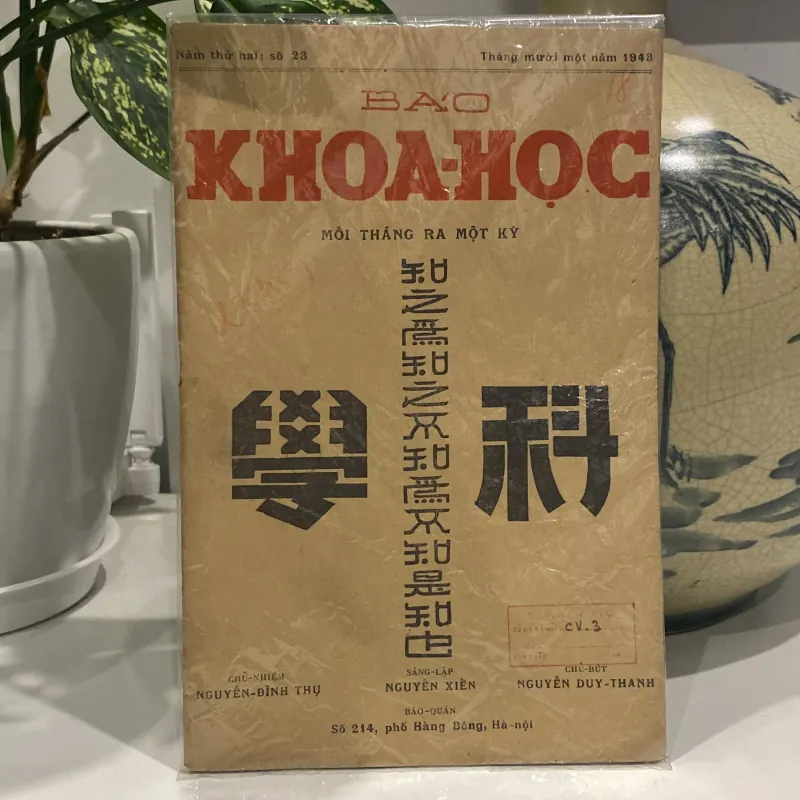 Năm thứ hai: số 23
Tháng mười một năm 1943
18
BÁO
KHOA-HỌC
MỖI THÁNG RA MỘT KỲ
知之爲知之不知爲不知是知也
科學
CV.3
CHỦ-NHIỆM
NGUYỄN-ĐÌNH THỤ
SÁNG-LẬP
NGUYỄN XIỂN
CHỦ-BÚT
NGUYỄN DUY-THANH
BÁO-QUÁN
Số 214, phố Hàng Bông, Hà-nội